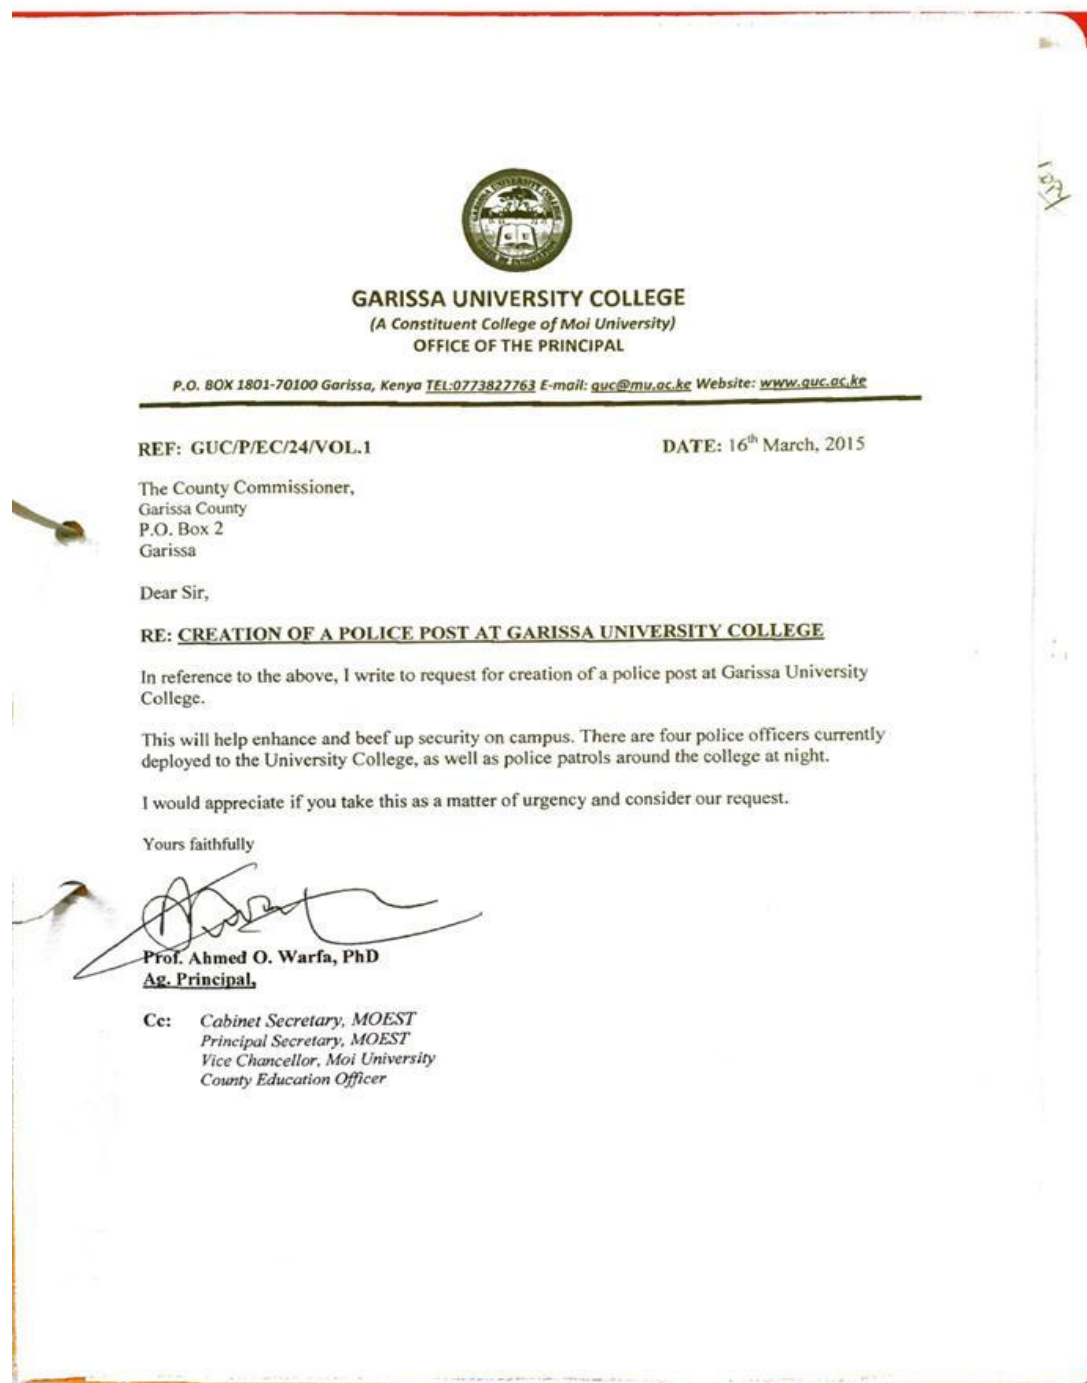 GARISSA UNIVERSITY COLLEGE
(A Constituent College of Moi University)
OFFICE OF THE PRINCIPAL
P.O. BOX 1801-70100 Garissa, Kenya TEL:0773827763 E-mail: guc@mu.ac.ke Website: www.guc.ac.ke
REF: GUC/P/EC/24/VOL.1 DATE: 16th March, 2015
The County Commissioner,
Garissa County
P.O. Box 2
Garissa
Dear Sir,
RE: CREATION OF A POLICE POST AT GARISSA UNIVERSITY COLLEGE
In reference to the above, I write to request for creation of a police post at Garissa University
College.
This will help enhance and beef up security on campus. There are four police officers currently
deployed to the University College, as well as police patrols around the college at night.
I would appreciate if you take this as a matter of urgency and consider our request.
Yours faithfully
Prof. Ahmed O. Warfa, PhD
Ag. Principal,
Cc: Cabinet Secretary, MOEST
Principal Secretary, MOEST
Vice Chancellor, Moi University
County Education Officer